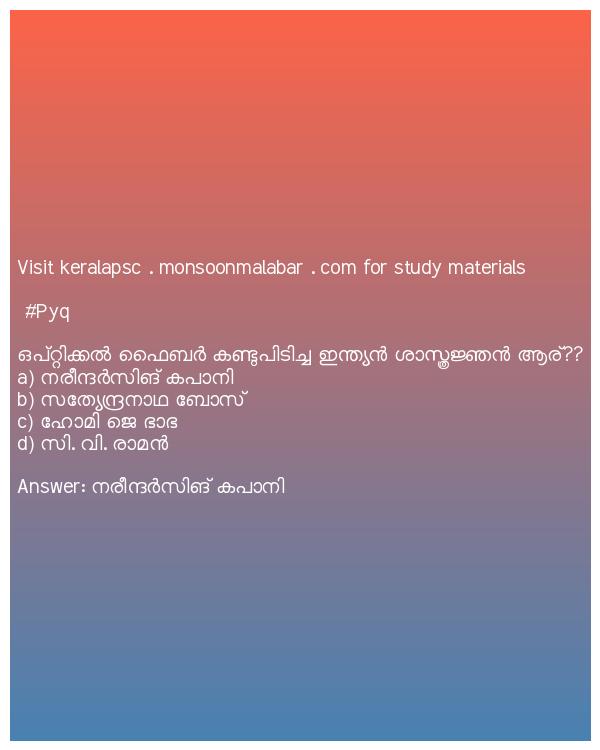 Visit keralapsc . monsoonmalabar . com for study materials
#Pyq
ഒപ്റ്റിക്കൽ ഫൈബർ കണ്ടുപിടിച്ച ഇന്ത്യൻ ശാസ്ത്രജ്ഞൻ ആര്??
a) നരീന്ദർസിങ് കപാനി
b) സത്യേന്ദ്രനാഥ ബോസ്
c) ഹോമി ജെ ഭാഭ
d) സി. വി. രാമൻ
Answer: നരീന്ദർസിങ് കപാനി